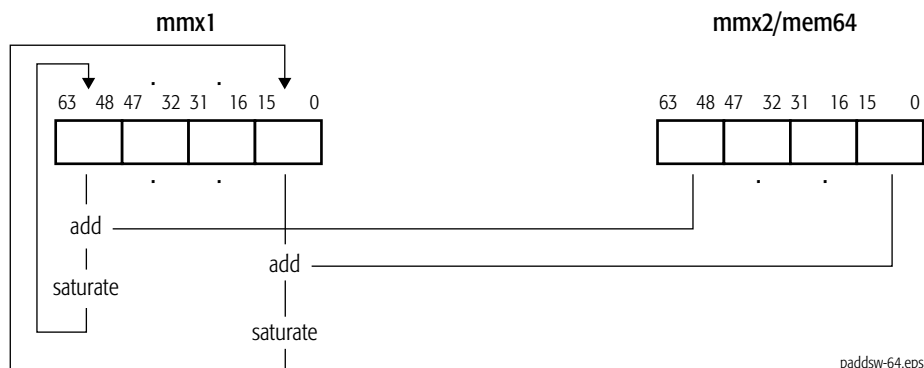 mmx1 mmx2/mem64
. .
63 48 47 32 31 16 15 0 63 48 47 32 31 16 15 0
. . . .
add
add
saturate
saturate
paddsw-64.eps